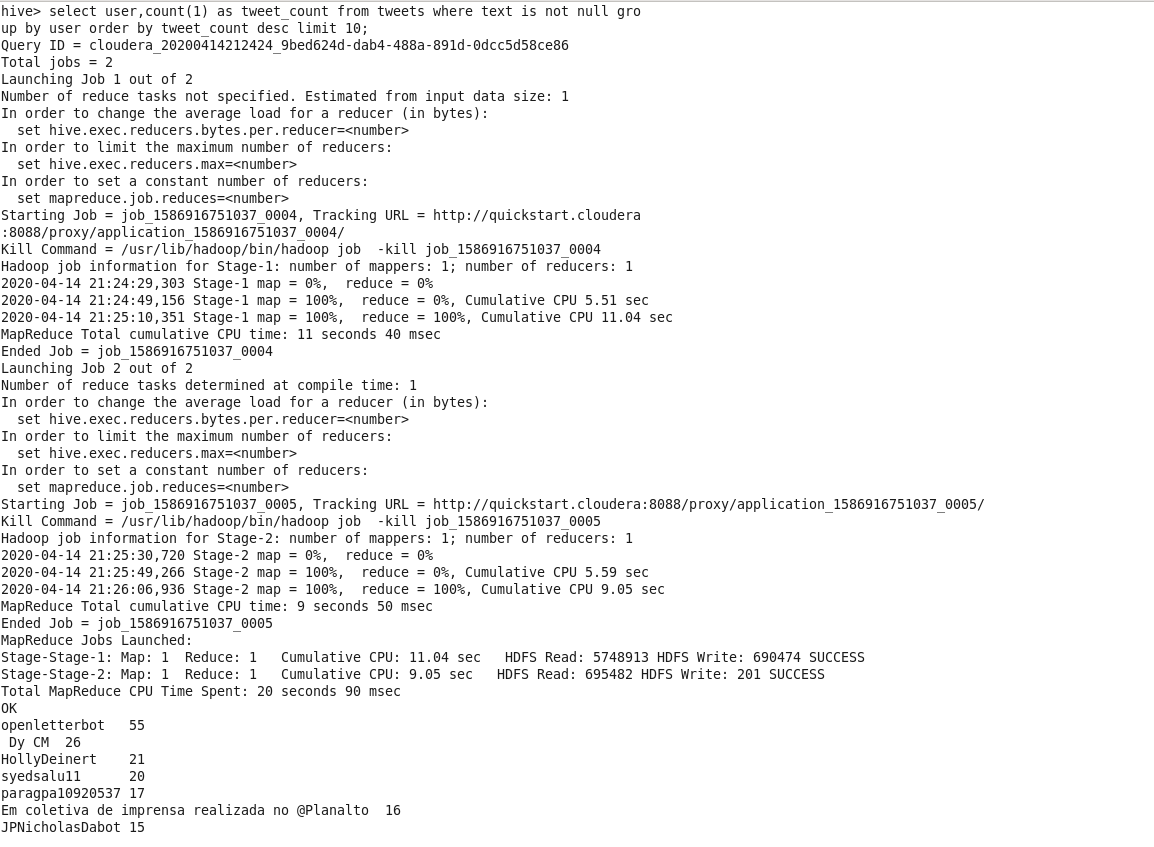 hive> select user,count(1) as tweet_count from tweets where text is not null gro
up by user order by tweet_count desc limit 10;
Query ID = cloudera_20200414212424_9bed624d-dab4-488a-891d-0dcc5d58ce86
Total jobs = 2
Launching Job 1 out of 2
Number of reduce tasks not specified. Estimated from input data size: 1
In order to change the average load for a reducer (in bytes):
  set hive.exec.reducers.bytes.per.reducer=<number>
In order to limit the maximum number of reducers:
  set hive.exec.reducers.max=<number>
In order to set a constant number of reducers:
  set mapreduce.job.reduces=<number>
Starting Job = job_1586916751037_0004, Tracking URL = http://quickstart.cloudera
:8088/proxy/application_1586916751037_0004/
Kill Command = /usr/lib/hadoop/bin/hadoop job  -kill job_1586916751037_0004
Hadoop job information for Stage-1: number of mappers: 1; number of reducers: 1
2020-04-14 21:24:29,303 Stage-1 map = 0%,  reduce = 0%
2020-04-14 21:24:49,156 Stage-1 map = 100%,  reduce = 0%, Cumulative CPU 5.51 sec
2020-04-14 21:25:10,351 Stage-1 map = 100%,  reduce = 100%, Cumulative CPU 11.04 sec
MapReduce Total cumulative CPU time: 11 seconds 40 msec
Ended Job = job_1586916751037_0004
Launching Job 2 out of 2
Number of reduce tasks determined at compile time: 1
In order to change the average load for a reducer (in bytes):
  set hive.exec.reducers.bytes.per.reducer=<number>
In order to limit the maximum number of reducers:
  set hive.exec.reducers.max=<number>
In order to set a constant number of reducers:
  set mapreduce.job.reduces=<number>
Starting Job = job_1586916751037_0005, Tracking URL = http://quickstart.cloudera:8088/proxy/application_1586916751037_0005/
Kill Command = /usr/lib/hadoop/bin/hadoop job  -kill job_1586916751037_0005
Hadoop job information for Stage-2: number of mappers: 1; number of reducers: 1
2020-04-14 21:25:30,720 Stage-2 map = 0%,  reduce = 0%
2020-04-14 21:25:49,266 Stage-2 map = 100%,  reduce = 0%, Cumulative CPU 5.59 sec
2020-04-14 21:26:06,936 Stage-2 map = 100%,  reduce = 100%, Cumulative CPU 9.05 sec
MapReduce Total cumulative CPU time: 9 seconds 50 msec
Ended Job = job_1586916751037_0005
MapReduce Jobs Launched:
Stage-Stage-1: Map: 1  Reduce: 1   Cumulative CPU: 11.04 sec   HDFS Read: 5748913 HDFS Write: 690474 SUCCESS
Stage-Stage-2: Map: 1  Reduce: 1   Cumulative CPU: 9.05 sec   HDFS Read: 695482 HDFS Write: 201 SUCCESS
Total MapReduce CPU Time Spent: 20 seconds 90 msec
OK
openletterbot   55
 Dy CM  26
HollyDeinert    21
syedsalu11      20
paragpa10920537 17
Em coletiva de imprensa realizada no @Planalto  16
JPNicholasDabot 15